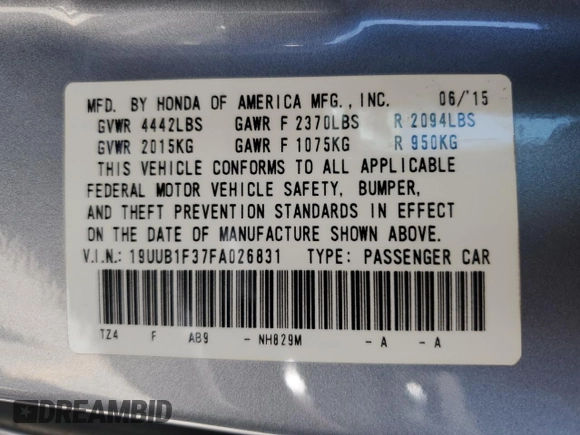 MFD. BY HONDA OF AMERICA MFG., INC. 06/'15
GVWR 4442LBS GAWR F 2370LBS R 2094LBS
GVWR 2015KG GAWR F 1075KG R 950KG
THIS VEHICLE CONFORMS TO ALL APPLICABLE
FEDERAL MOTOR VEHICLE SAFETY, BUMPER,
AND THEFT PREVENTION STANDARDS IN EFFECT
ON THE DATE OF MANUFACTURE SHOWN ABOVE.
V.I.N.: 19UUB1F37FA026831 TYPE: PASSENGER CAR
TZ4 F AB9 - NH829M - A - A
DREAMBID